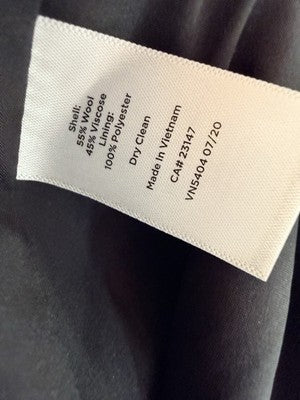 Shell:
55% Wool
45% Viscose
Lining:
100% Polyester
Dry Clean
Made In Vietnam
CA# 23147
VN5404 07/20